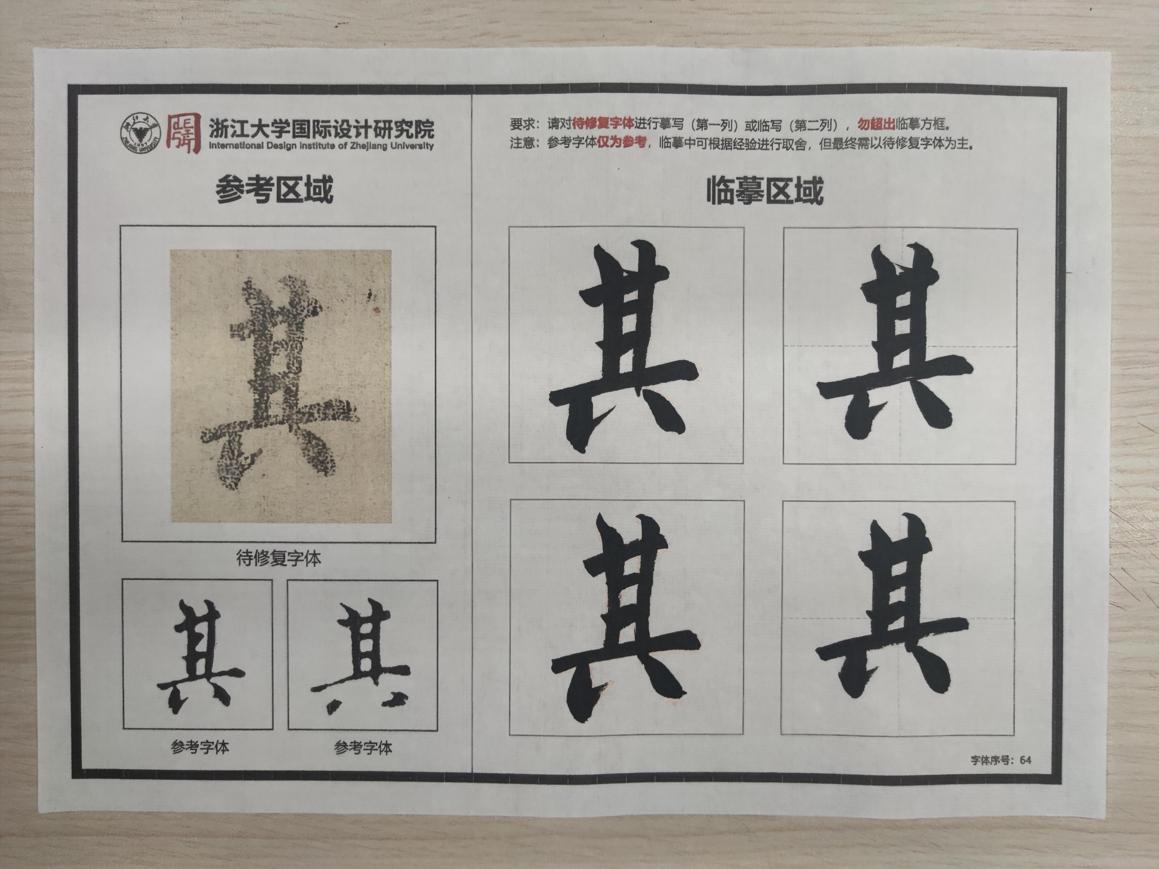 浙江大学国际设计研究院
International Design Institute of Zhejiang University
参考区域
其
待修复字体
其
其
参考字体
参考字体
要求：请对待修复字体进行摹写（第一列）或临写（第二列），勿超出临摹方框。
注意：参考字体仅为参考，临摹中可根据经验进行取舍，但最终需以待修复字体为主。
临摹区域
其
其
其
其
字体序号：64